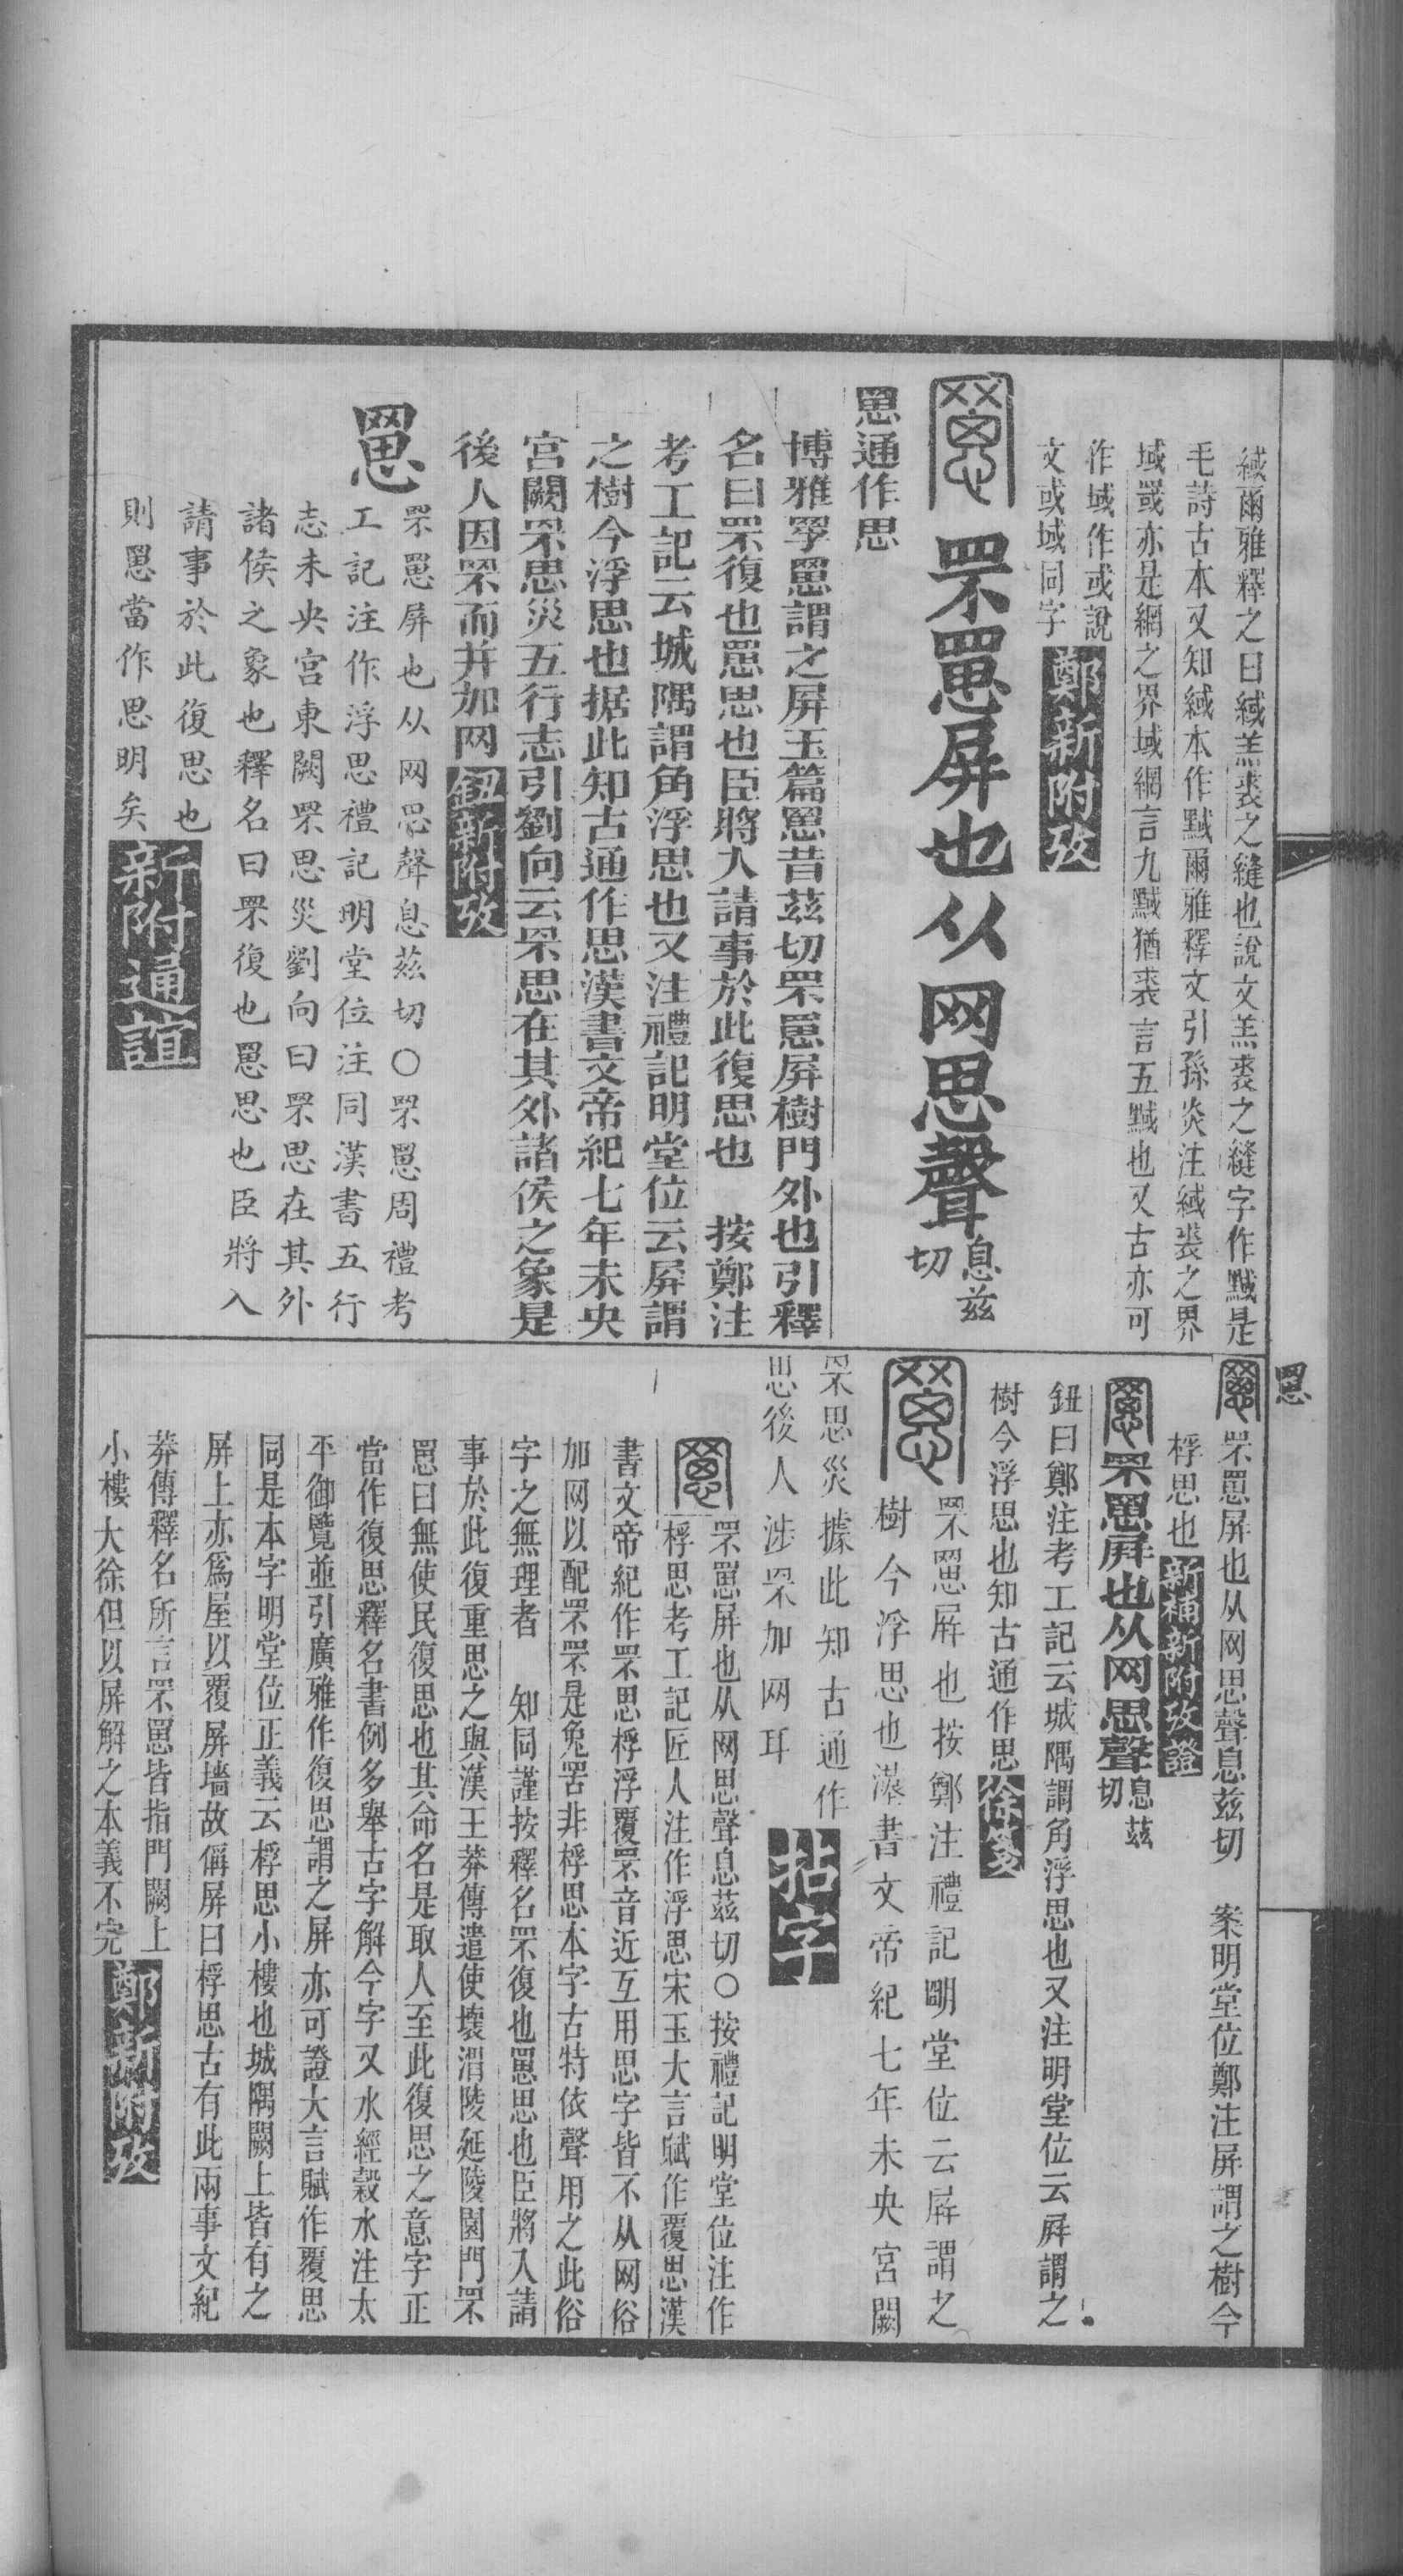 緎爾雅釋之曰緎羔裘之縫也說文羔裘之縫字作黬是
毛詩古本又知緎本作黬爾雅釋文引孫炎注緎裘之界
域罭亦是網之界域網言九黬猶裘言五黬也又古亦可
作域作或說
文或域同字
鄭新附攷
罳
罘罳屏也从网思聲
息茲
切
罳通作思
博雅罦罳謂之屏玉篇罳昔茲切罘罳屏樹門外也引釋
名曰罘復也罳思也臣將入請事於此復思也　按鄭注
考工記云城隅謂角浮思也又注禮記明堂位云屏謂
之樹今浮思也据此知古通作思漢書文帝紀七年未央
宮闕罘思災五行志引劉向云罘思在其外諸侯之象是
後人因罘而并加网
鈕新附攷
罳
罘罳屏也从网思聲息茲切〇罘罳周禮考
工記注作浮思禮記明堂位注同漢書五行
志未央宮東闕罘思災劉向曰罘思在其外
諸侯之象也釋名曰罘復也罳思也臣將入
請事於此復思也
則罳當作思明矣
新附通誼
罳
罳
罘罳屏也从网思聲息茲切　案明堂位鄭注屏謂之樹今
桴思也
新補新附攷證
罳
罘罳屏也从网思聲
息茲
切
鈕曰鄭注考工記云城隅謂角浮思也又注明堂位云屏謂之
樹今浮思也知古通作思
徐箋
罳
罘罳屏也按鄭注禮記明堂位云屏謂之
樹今浮思也漢書文帝紀七年未央宮闕
罘思災據此知古通作
思後人涉罘加网耳
拈字
罳
罘罳屏也从网思聲息茲切〇按禮記明堂位注作
桴思考工記匠人注作浮思宋玉大言賦作覆思漢
書文帝紀作罘思桴浮覆罘音近互用思字皆不从网俗
加网以配罘罘是兔罟非桴思本字古特依聲用之此俗
字之無理者　知同謹按釋名罘復也罳思也臣將入請
事於此復重思之與漢王莽傳遣使壞渭陵延陵園門罘
罳曰無使民復思也其命名是取人至此復思之意字正
當作復思釋名書例多舉古字解今字又水經榖水注太
平御覽並引廣雅作復思謂之屏亦可證大言賦作覆思
同是本字明堂位正義云桴思小樓也城隅闕上皆有之
屏上亦爲屋以覆屏墻故偁屏曰桴思古有此兩事文紀
莽傳釋名所言罘罳皆指門闕上
小樓大徐但以屏解之本義不完
鄭新附攷